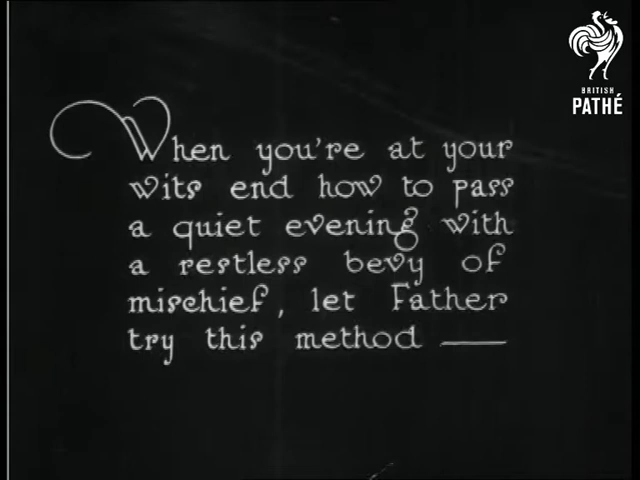 BRITISH
PATHÉ
When you're at your
wits end how to pass
a quiet evening with
a restless bevy of
mischief, let Father
try this method —